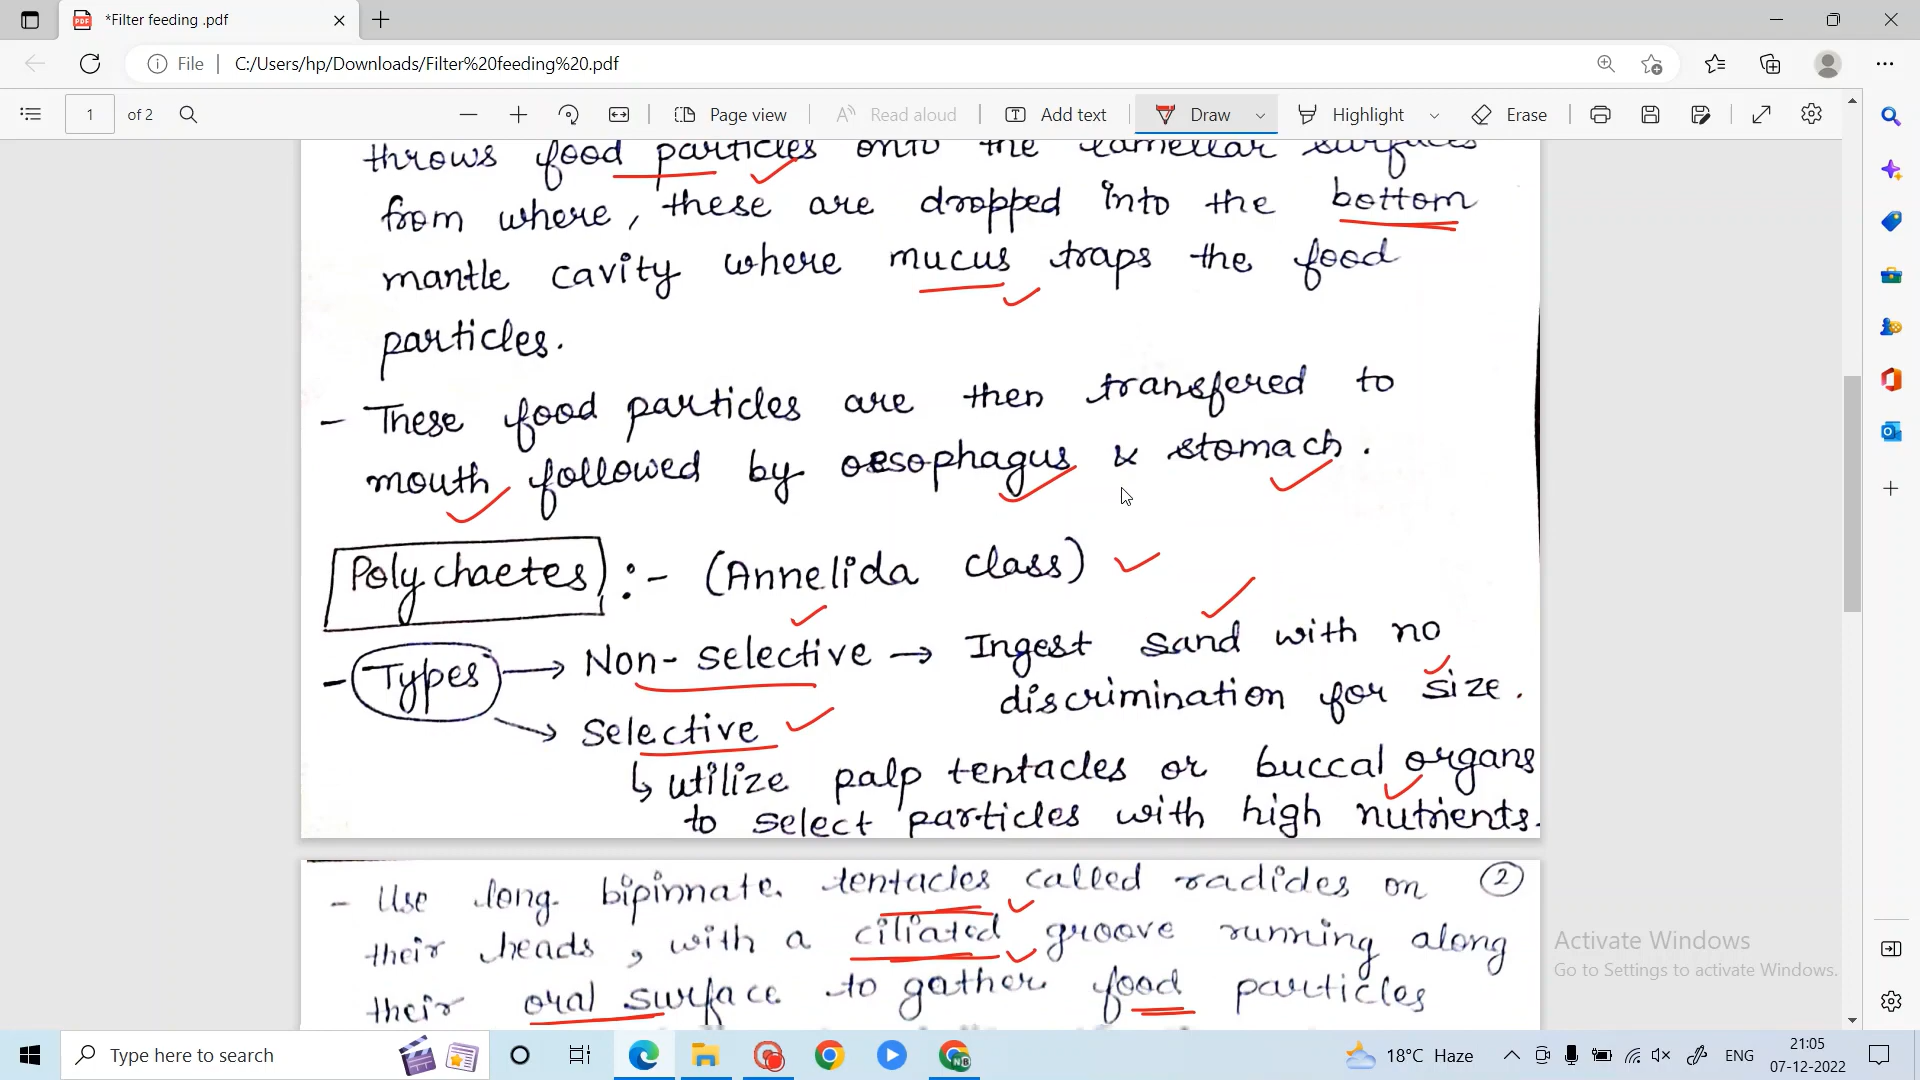 *Filter feeding .pdf
File
C:/Users/hp/Downloads/Filter%20feeding%20.pdf
1 of 2
Page view
Read aloud
Add text
Draw
Highlight
Erase
throws food particles onto the lamellar surfaces
from where, these are dropped into the bottom
mantle cavity where mucus traps the food
particles.
- These food particles are then transfered to
mouth followed by oesophagus & stomach.
Polychaetes :- (Annelida class)
- Types → Non-selective → Ingest sand with no
discrimination for size.
→ Selective
↳ utilize palp tentacles or buccal organs
to select particles with high nutrients.
- Use long bipinnate tentacles called radides on ②
their heads, with a ciliated groove running along
their oral surface to gather food particles
Activate Windows
Go to Settings to activate Windows.
Type here to search
18°C Haze
ENG
21:05
07-12-2022